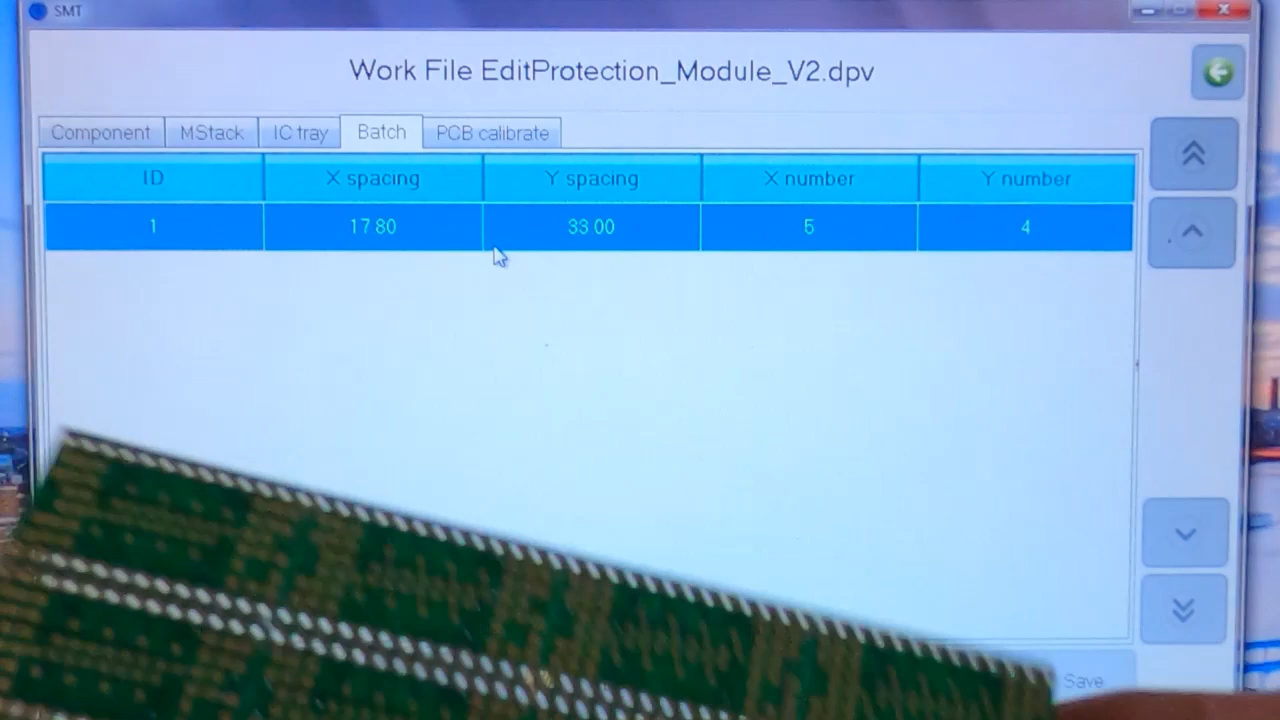 SMT
Work File EditProtection_Module_V2.dpv
Component MStack IC tray Batch PCB calibrate
ID X spacing Y spacing X number Y number
1 17 80 33 00 5 4
Save